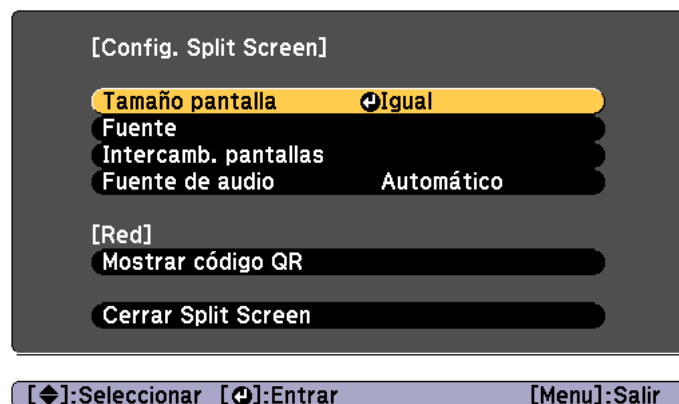 [Config. Split Screen]
Tamaño pantalla Igual
Fuente
Intercamb. pantallas
Fuente de audio Automático
[Red]
Mostrar código QR
Cerrar Split Screen
[◆]:Seleccionar [↵]:Entrar [Menu]:Salir